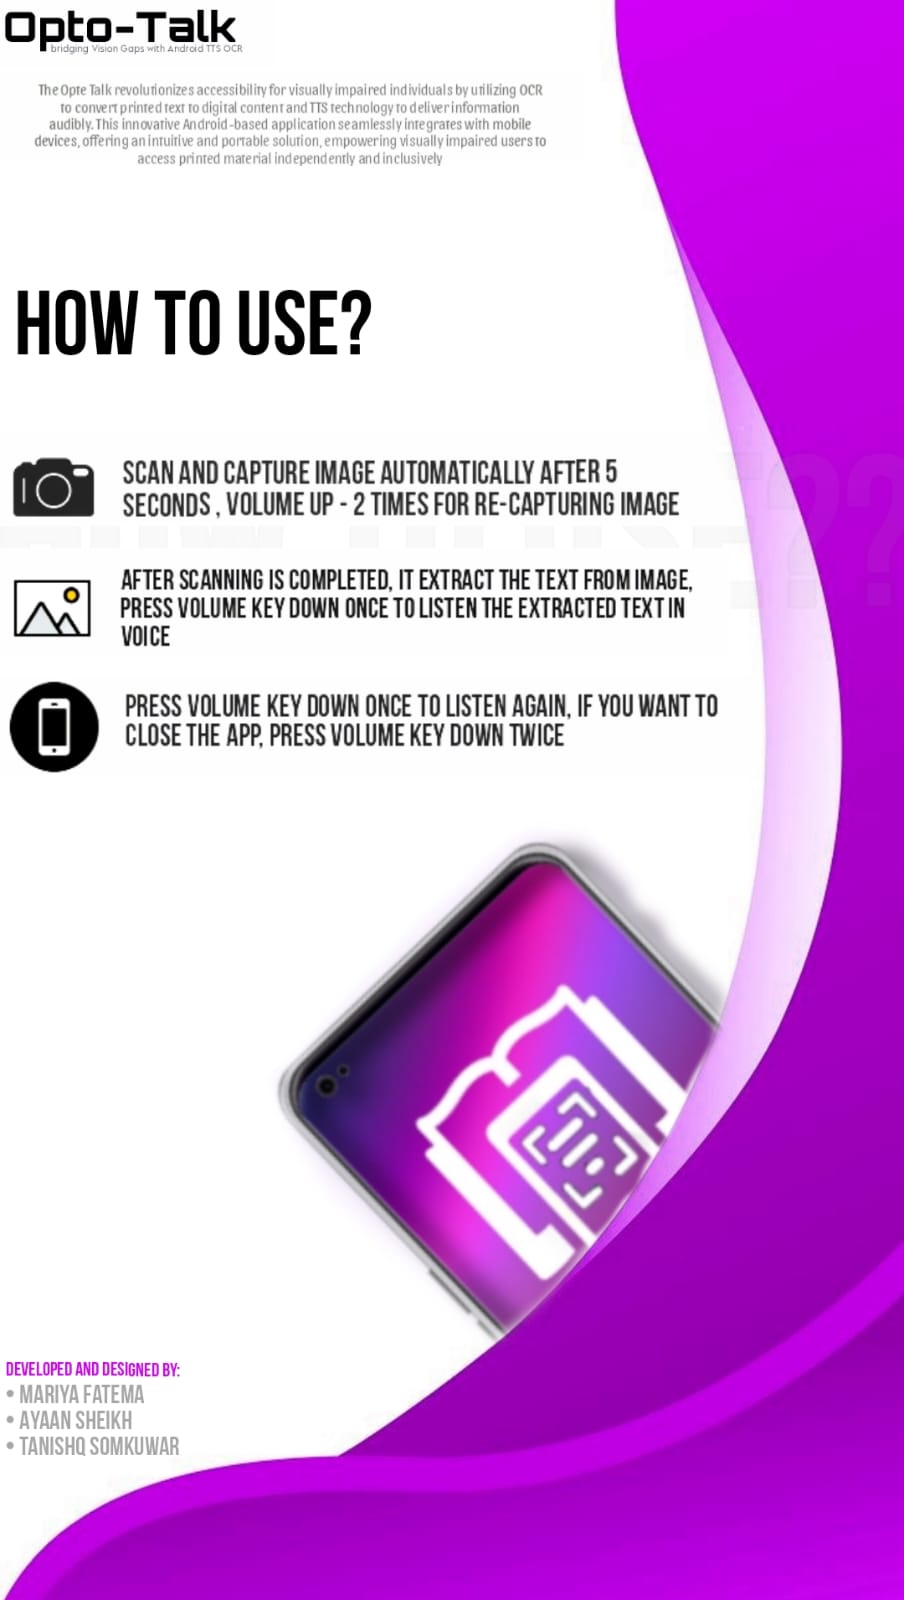 Opto-Talk
bridging Vision Gaps with Android TTS OCR
The Opte Talk revolutionizes accessibility for visually impaired individuals by utilizing OCR
to convert printed text to digital content and TTS technology to deliver information
audibly. This innovative Android-based application seamlessly integrates with mobile
devices, offering an intuitive and portable solution, empowering visually impaired users to
access printed material independently and inclusively
HOW TO USE?
SCAN AND CAPTURE IMAGE AUTOMATICALLY AFTER 5
SECONDS , VOLUME UP - 2 TIMES FOR RE-CAPTURING IMAGE
AFTER SCANNING IS COMPLETED, IT EXTRACT THE TEXT FROM IMAGE,
PRESS VOLUME KEY DOWN ONCE TO LISTEN THE EXTRACTED TEXT IN
VOICE
PRESS VOLUME KEY DOWN ONCE TO LISTEN AGAIN, IF YOU WANT TO
CLOSE THE APP, PRESS VOLUME KEY DOWN TWICE
DEVELOPED AND DESIGNED BY:
• MARIYA FATEMA
• AYAAN SHEIKH
• TANISHQ SOMKUWAR